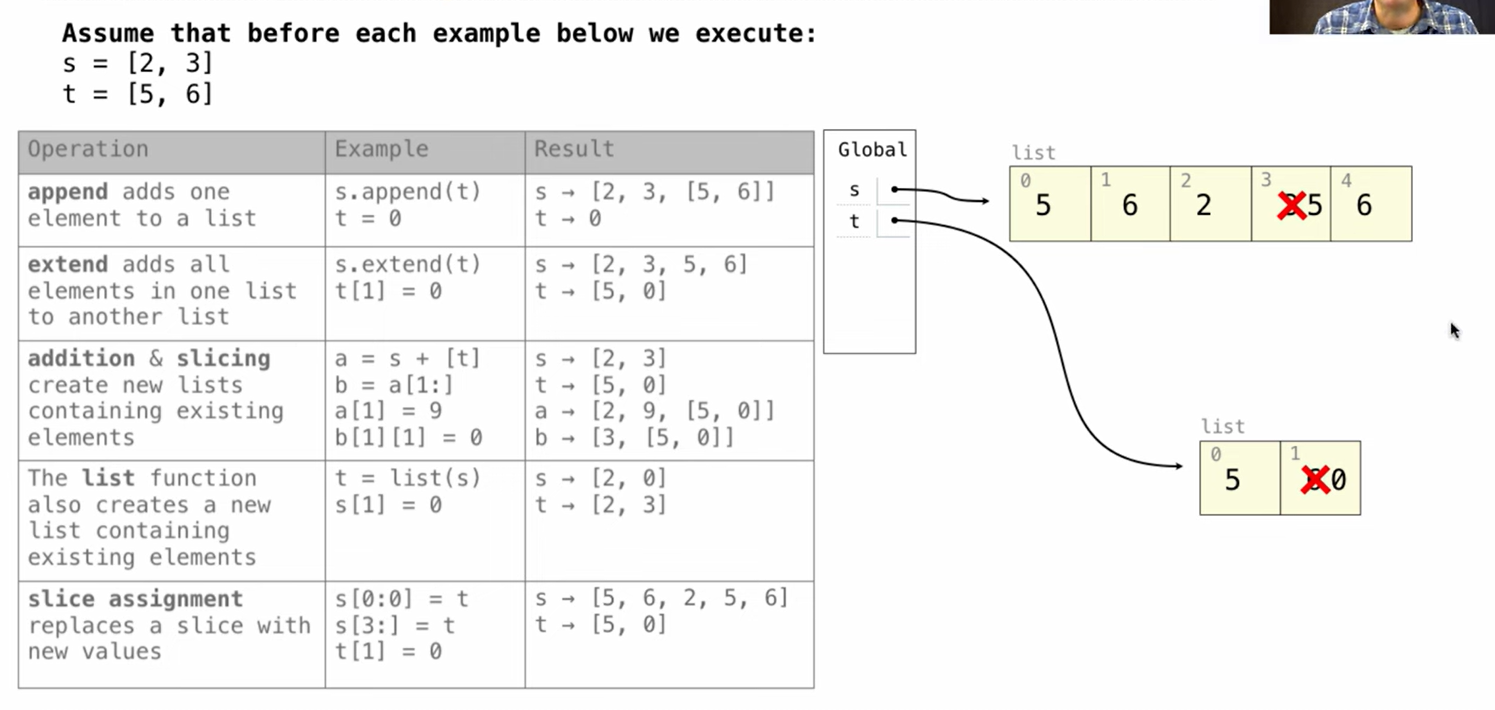 Assume that before each example below we execute:
s = [2, 3]
t = [5, 6]
Operation
Example
Result
append adds one
element to a list
s.append(t)
t = 0
s → [2, 3, [5, 6]]
t → 0
extend adds all
elements in one list
to another list
s.extend(t)
t[1] = 0
s → [2, 3, 5, 6]
t → [5, 0]
addition & slicing
create new lists
containing existing
elements
a = s + [t]
b = a[1:]
a[1] = 9
b[1][1] = 0
s → [2, 3]
t → [5, 0]
a → [2, 9, [5, 0]]
b → [3, [5, 0]]
The list function
also creates a new
list containing
existing elements
t = list(s)
s[1] = 0
s → [2, 0]
t → [2, 3]
slice assignment
replaces a slice with
new values
s[0:0] = t
s[3:] = t
t[1] = 0
s → [5, 6, 2, 5, 6]
t → [5, 0]
Global
s
t
list
0 1 2 3 4
5 6 2 5 6
list
0 1
5 0